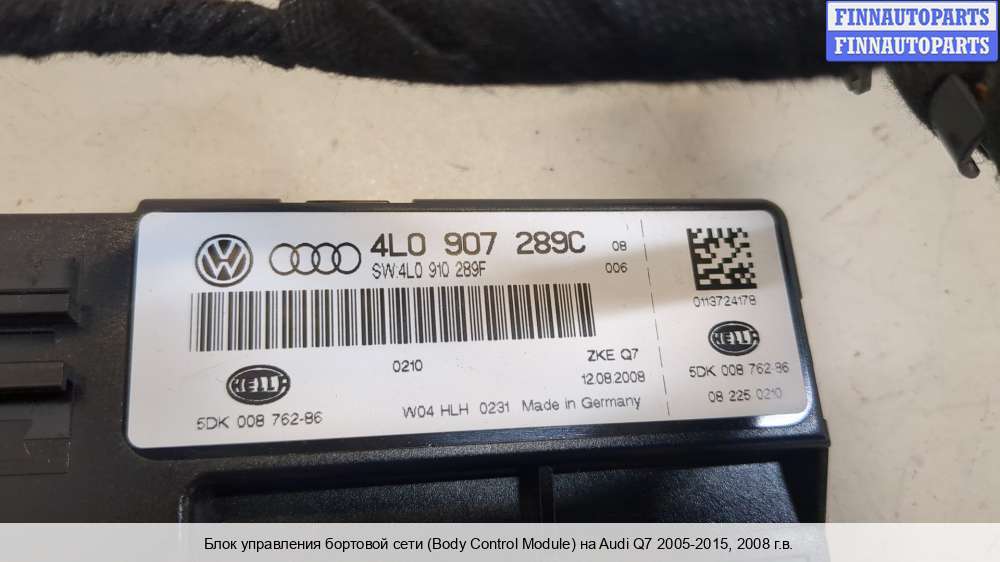 FINNAUTOPARTS
FINNAUTOPARTS
4L0 907 289C
08
SW:4L0 910 289F
006
0113724178
0210
ZKE Q7
HELLA
HELLA
12.08.2008
5DK 008 762-86
5DK 008 762-86
W04 HLH 0231 Made in Germany
08 225 0210
Блок управления бортовой сети (Body Control Module) на Audi Q7 2005-2015, 2008 г.в.